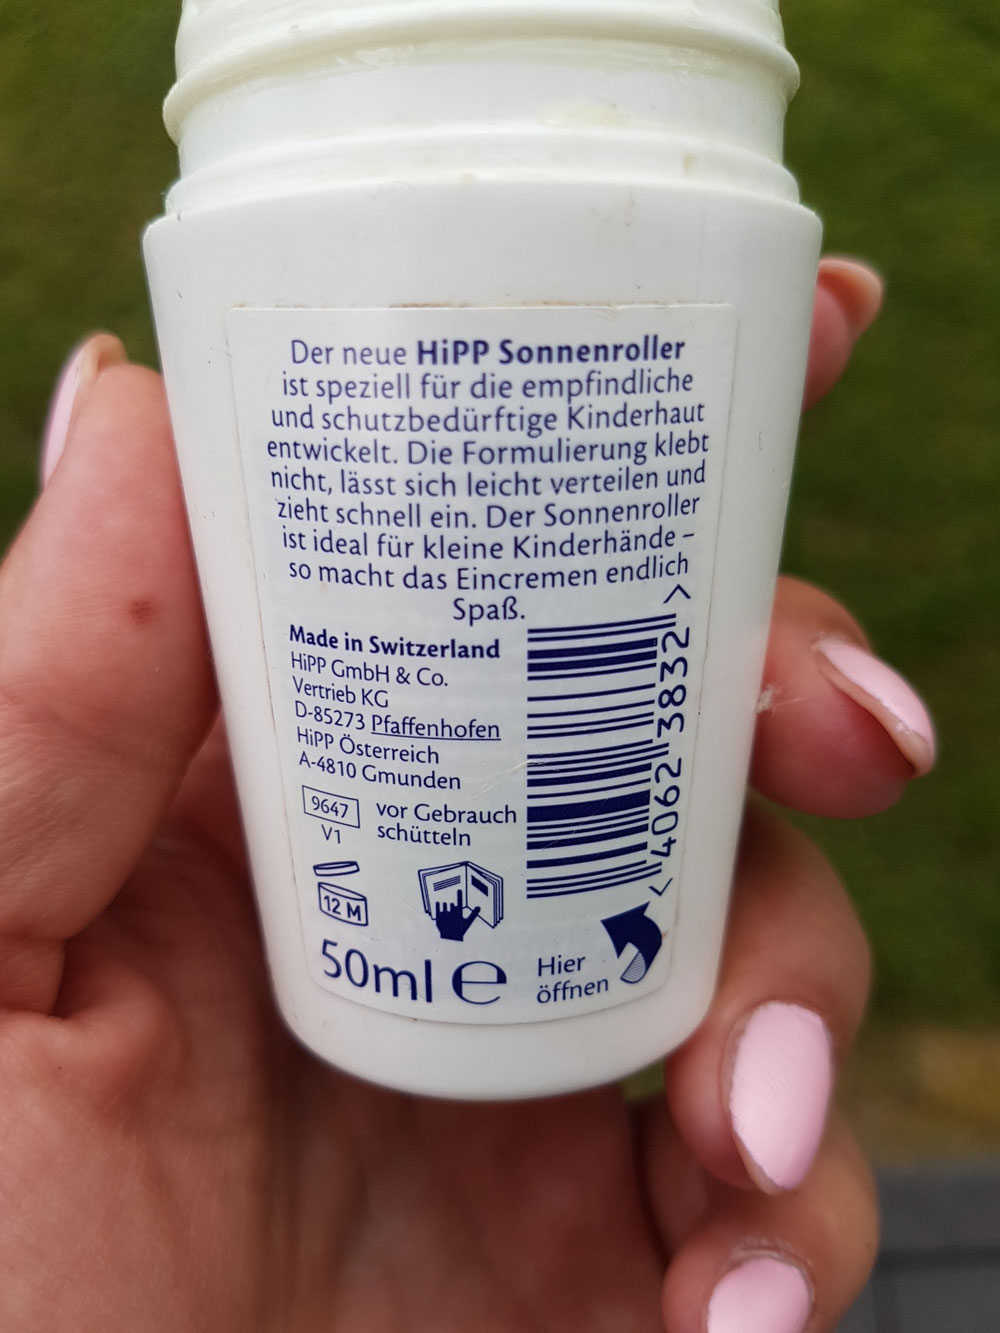 Der neue HiPP Sonnenroller
ist speziell für die empfindliche
und schutzbedürftige Kinderhaut
entwickelt. Die Formulierung klebt
nicht, lässt sich leicht verteilen und
zieht schnell ein. Der Sonnenroller
ist ideal für kleine Kinderhände –
so macht das Eincremen endlich
Spaß.
Made in Switzerland
HiPP GmbH & Co.
Vertrieb KG
D-85273 Pfaffenhofen
HiPP Österreich
A-4810 Gmunden
9647
V1
vor Gebrauch
schütteln
12 M
50ml e
Hier
öffnen
< 4062 3832 >